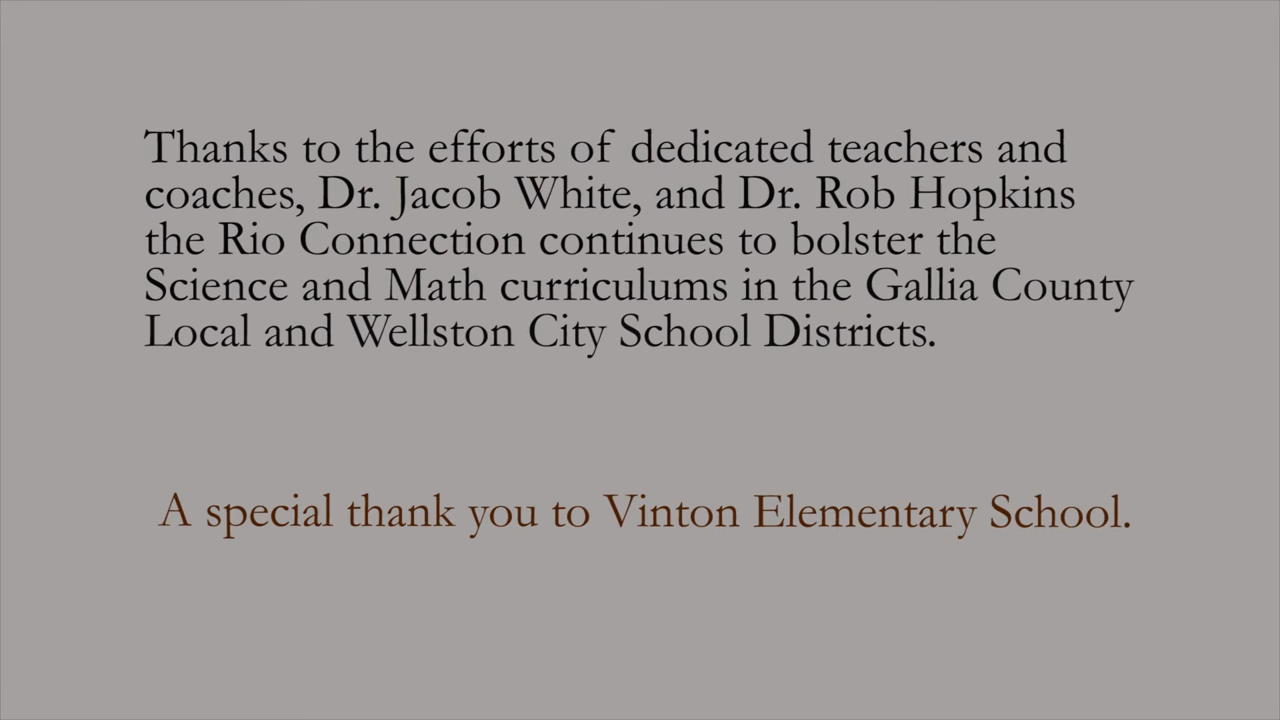 Thanks to the efforts of dedicated teachers and
coaches, Dr. Jacob White, and Dr. Rob Hopkins
the Rio Connection continues to bolster the
Science and Math curriculums in the Gallia County
Local and Wellston City School Districts.
A special thank you to Vinton Elementary School.